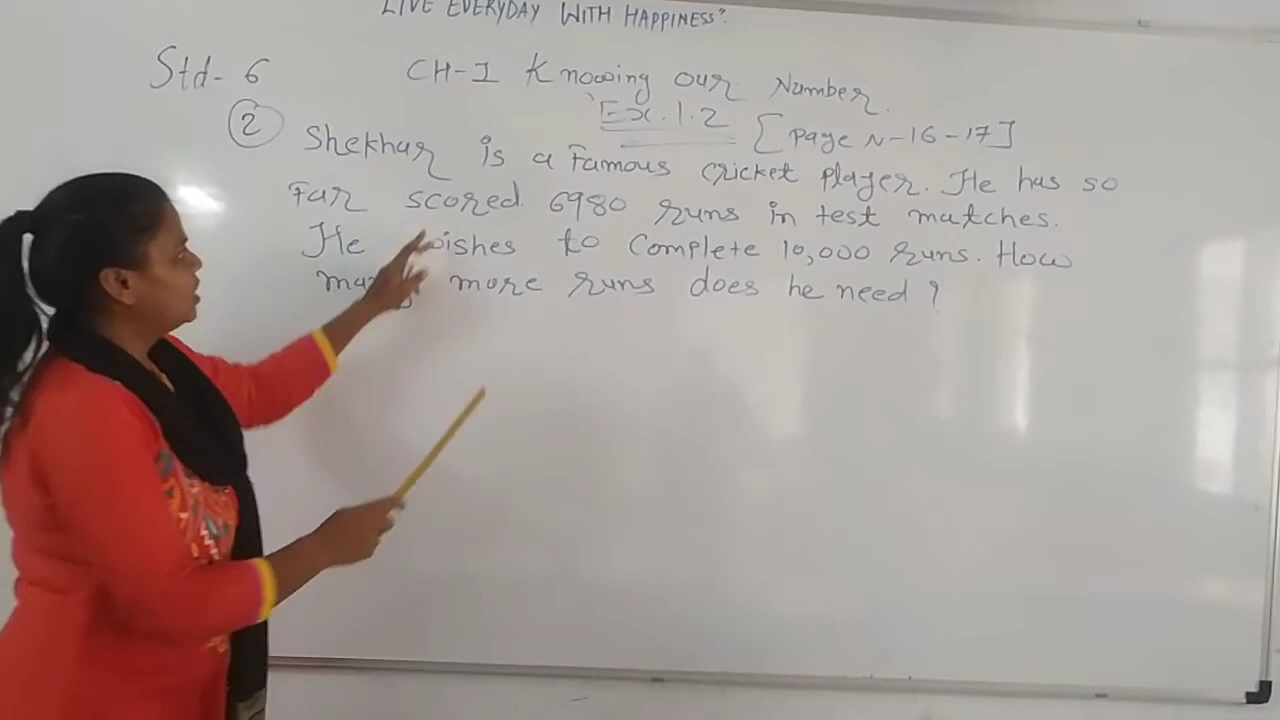 LIVE EVERYDAY WITH HAPPINESS".
Std- 6 CH-1 Knowing our Number.
Ex. 1.2 [Page N-16-17]
② Shekhar is a Famous cricket player. He has so
Far scored 6980 runs in test matches.
He wishes to Complete 10,000 runs. How
many more runs does he need ?